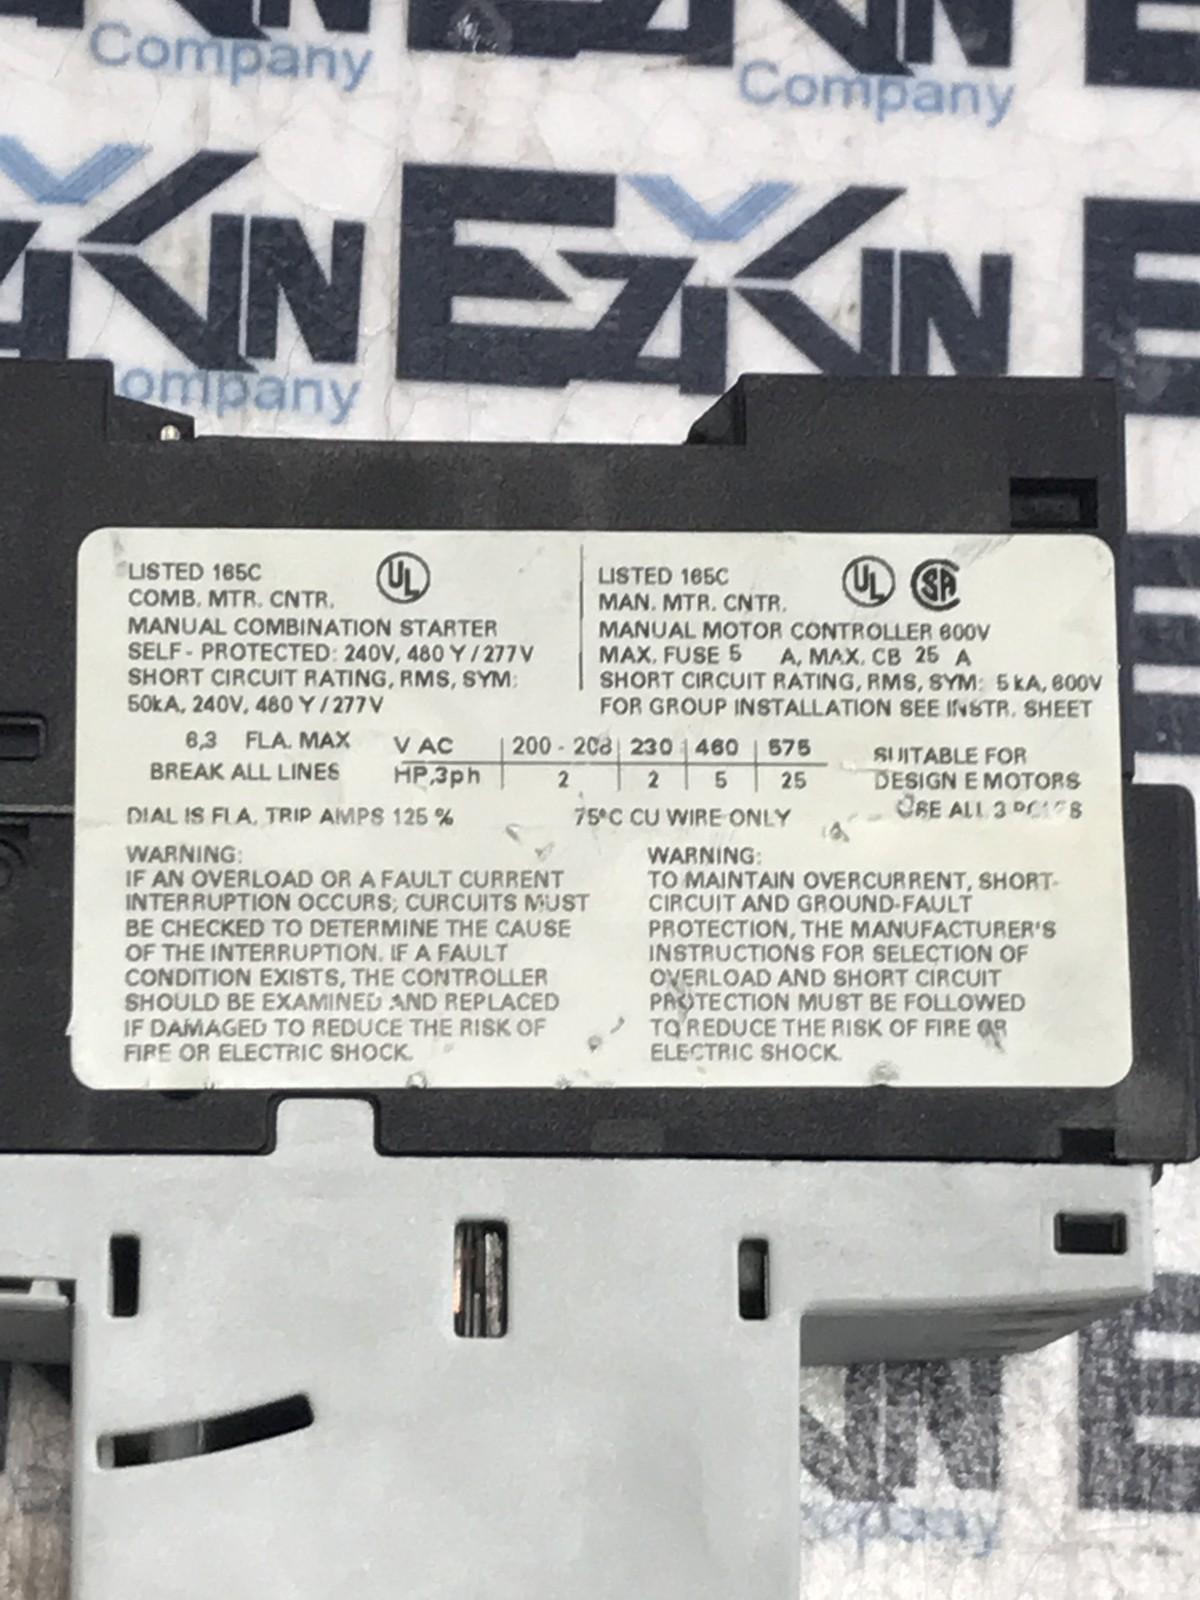 Company
Company
EZKIN
Company
LISTED 165C
COMB. MTR. CNTR.
UL
MANUAL COMBINATION STARTER
SELF - PROTECTED: 240V, 480 Y / 277V
SHORT CIRCUIT RATING, RMS, SYM:
50kA, 240V, 480 Y / 277V
LISTED 165C
MAN. MTR. CNTR.
UL SA
MANUAL MOTOR CONTROLLER 600V
MAX. FUSE 5 A, MAX. CB 25 A
SHORT CIRCUIT RATING, RMS, SYM: 5 kA, 600V
FOR GROUP INSTALLATION SEE INSTR. SHEET
6,3 FLA. MAX
BREAK ALL LINES
V AC 200 - 208 230 460 575
HP,3ph 2 2 5 25
SUITABLE FOR
DESIGN E MOTORS
ALL 3
DIAL IS FLA. TRIP AMPS 125 %
75°C CU WIRE ONLY
WARNING:
IF AN OVERLOAD OR A FAULT CURRENT
INTERRUPTION OCCURS; CURCUITS MUST
BE CHECKED TO DETERMINE THE CAUSE
OF THE INTERRUPTION. IF A FAULT
CONDITION EXISTS, THE CONTROLLER
SHOULD BE EXAMINED AND REPLACED
IF DAMAGED TO REDUCE THE RISK OF
FIRE OR ELECTRIC SHOCK.
WARNING:
TO MAINTAIN OVERCURRENT, SHORT-
CIRCUIT AND GROUND-FAULT
PROTECTION, THE MANUFACTURER'S
INSTRUCTIONS FOR SELECTION OF
OVERLOAD AND SHORT CIRCUIT
PROTECTION MUST BE FOLLOWED
TO REDUCE THE RISK OF FIRE OR
ELECTRIC SHOCK.